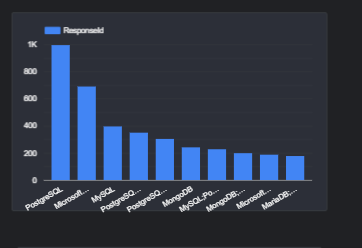 ResponseId
1K
800
600
400
200
0
PostgreSQL
Microsoft...
MySQL
PostgreSQ...
PostgreSQ...
MongoDB
MySQL;Po...
MongoDB;...
Microsoft...
MariaDB;...